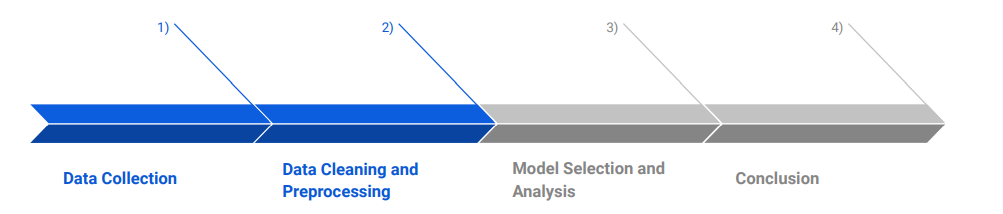 1)
2)
3)
4)
Data Collection
Data Cleaning and
Preprocessing
Model Selection and
Analysis
Conclusion